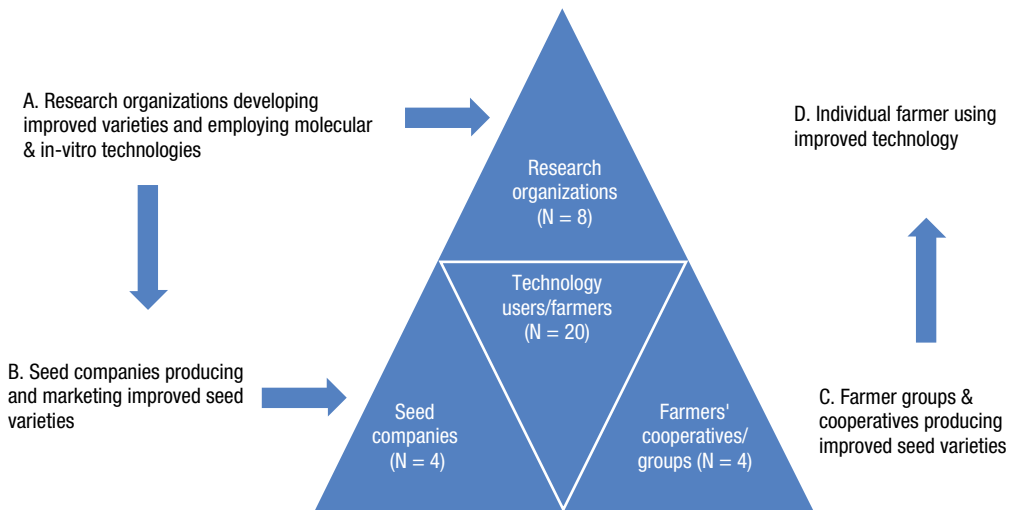 A. Research organizations developing
improved varieties and employing molecular
& in-vitro technologies
D. Individual farmer using
improved technology
Research
organizations
(N = 8)
Technology
users/farmers
(N = 20)
B. Seed companies producing
and marketing improved seed
varieties
Seed
companies
(N = 4)
Farmers'
cooperatives/
groups (N = 4)
C. Farmer groups &
cooperatives producing
improved seed varieties